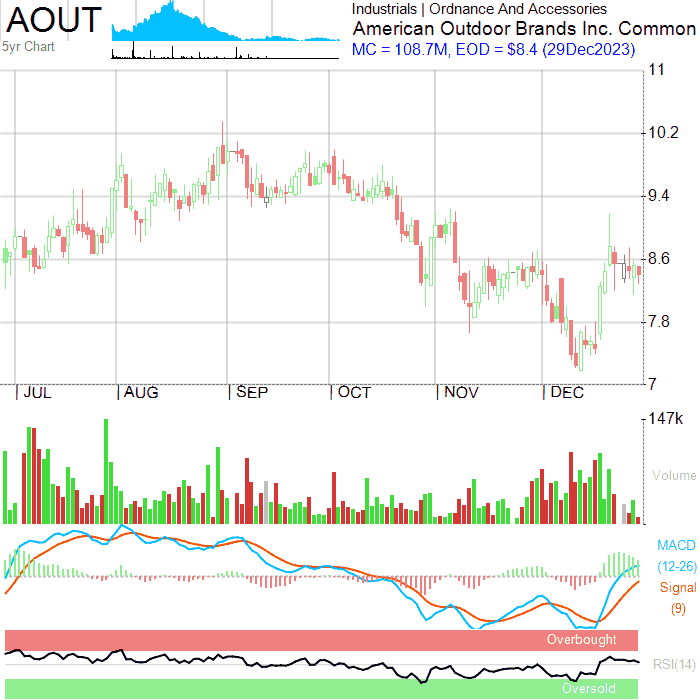 AOUT
5yr Chart
Industrials | Ordnance And Accessories
American Outdoor Brands Inc. Common
MC = 108.7M, EOD = $8.4 (29Dec2023)
11
10.2
9.4
8.6
7.8
7
JUL AUG SEP OCT NOV DEC
147k
Volume
MACD
(12-26)
Signal
(9)
Overbought
RSI(14)
Oversold